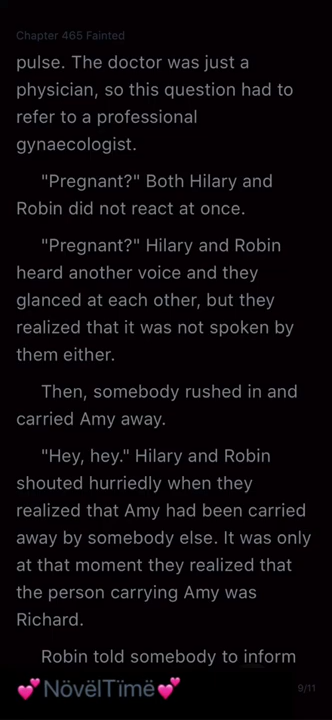 Chapter 465 Fainted
pulse. The doctor was just a
physician, so this question had to
refer to a professional
gynaecologist.
"Pregnant?" Both Hilary and
Robin did not react at once.
"Pregnant?" Hilary and Robin
heard another voice and they
glanced at each other, but they
realized that it was not spoken by
them either.
Then, somebody rushed in and
carried Amy away.
"Hey, hey." Hilary and Robin
shouted hurriedly when they
realized that Amy had been carried
away by somebody else. It was only
at that moment they realized that
the person carrying Amy was
Richard.
Robin told somebody to inform
💕NövëlTïmë💕
9/11